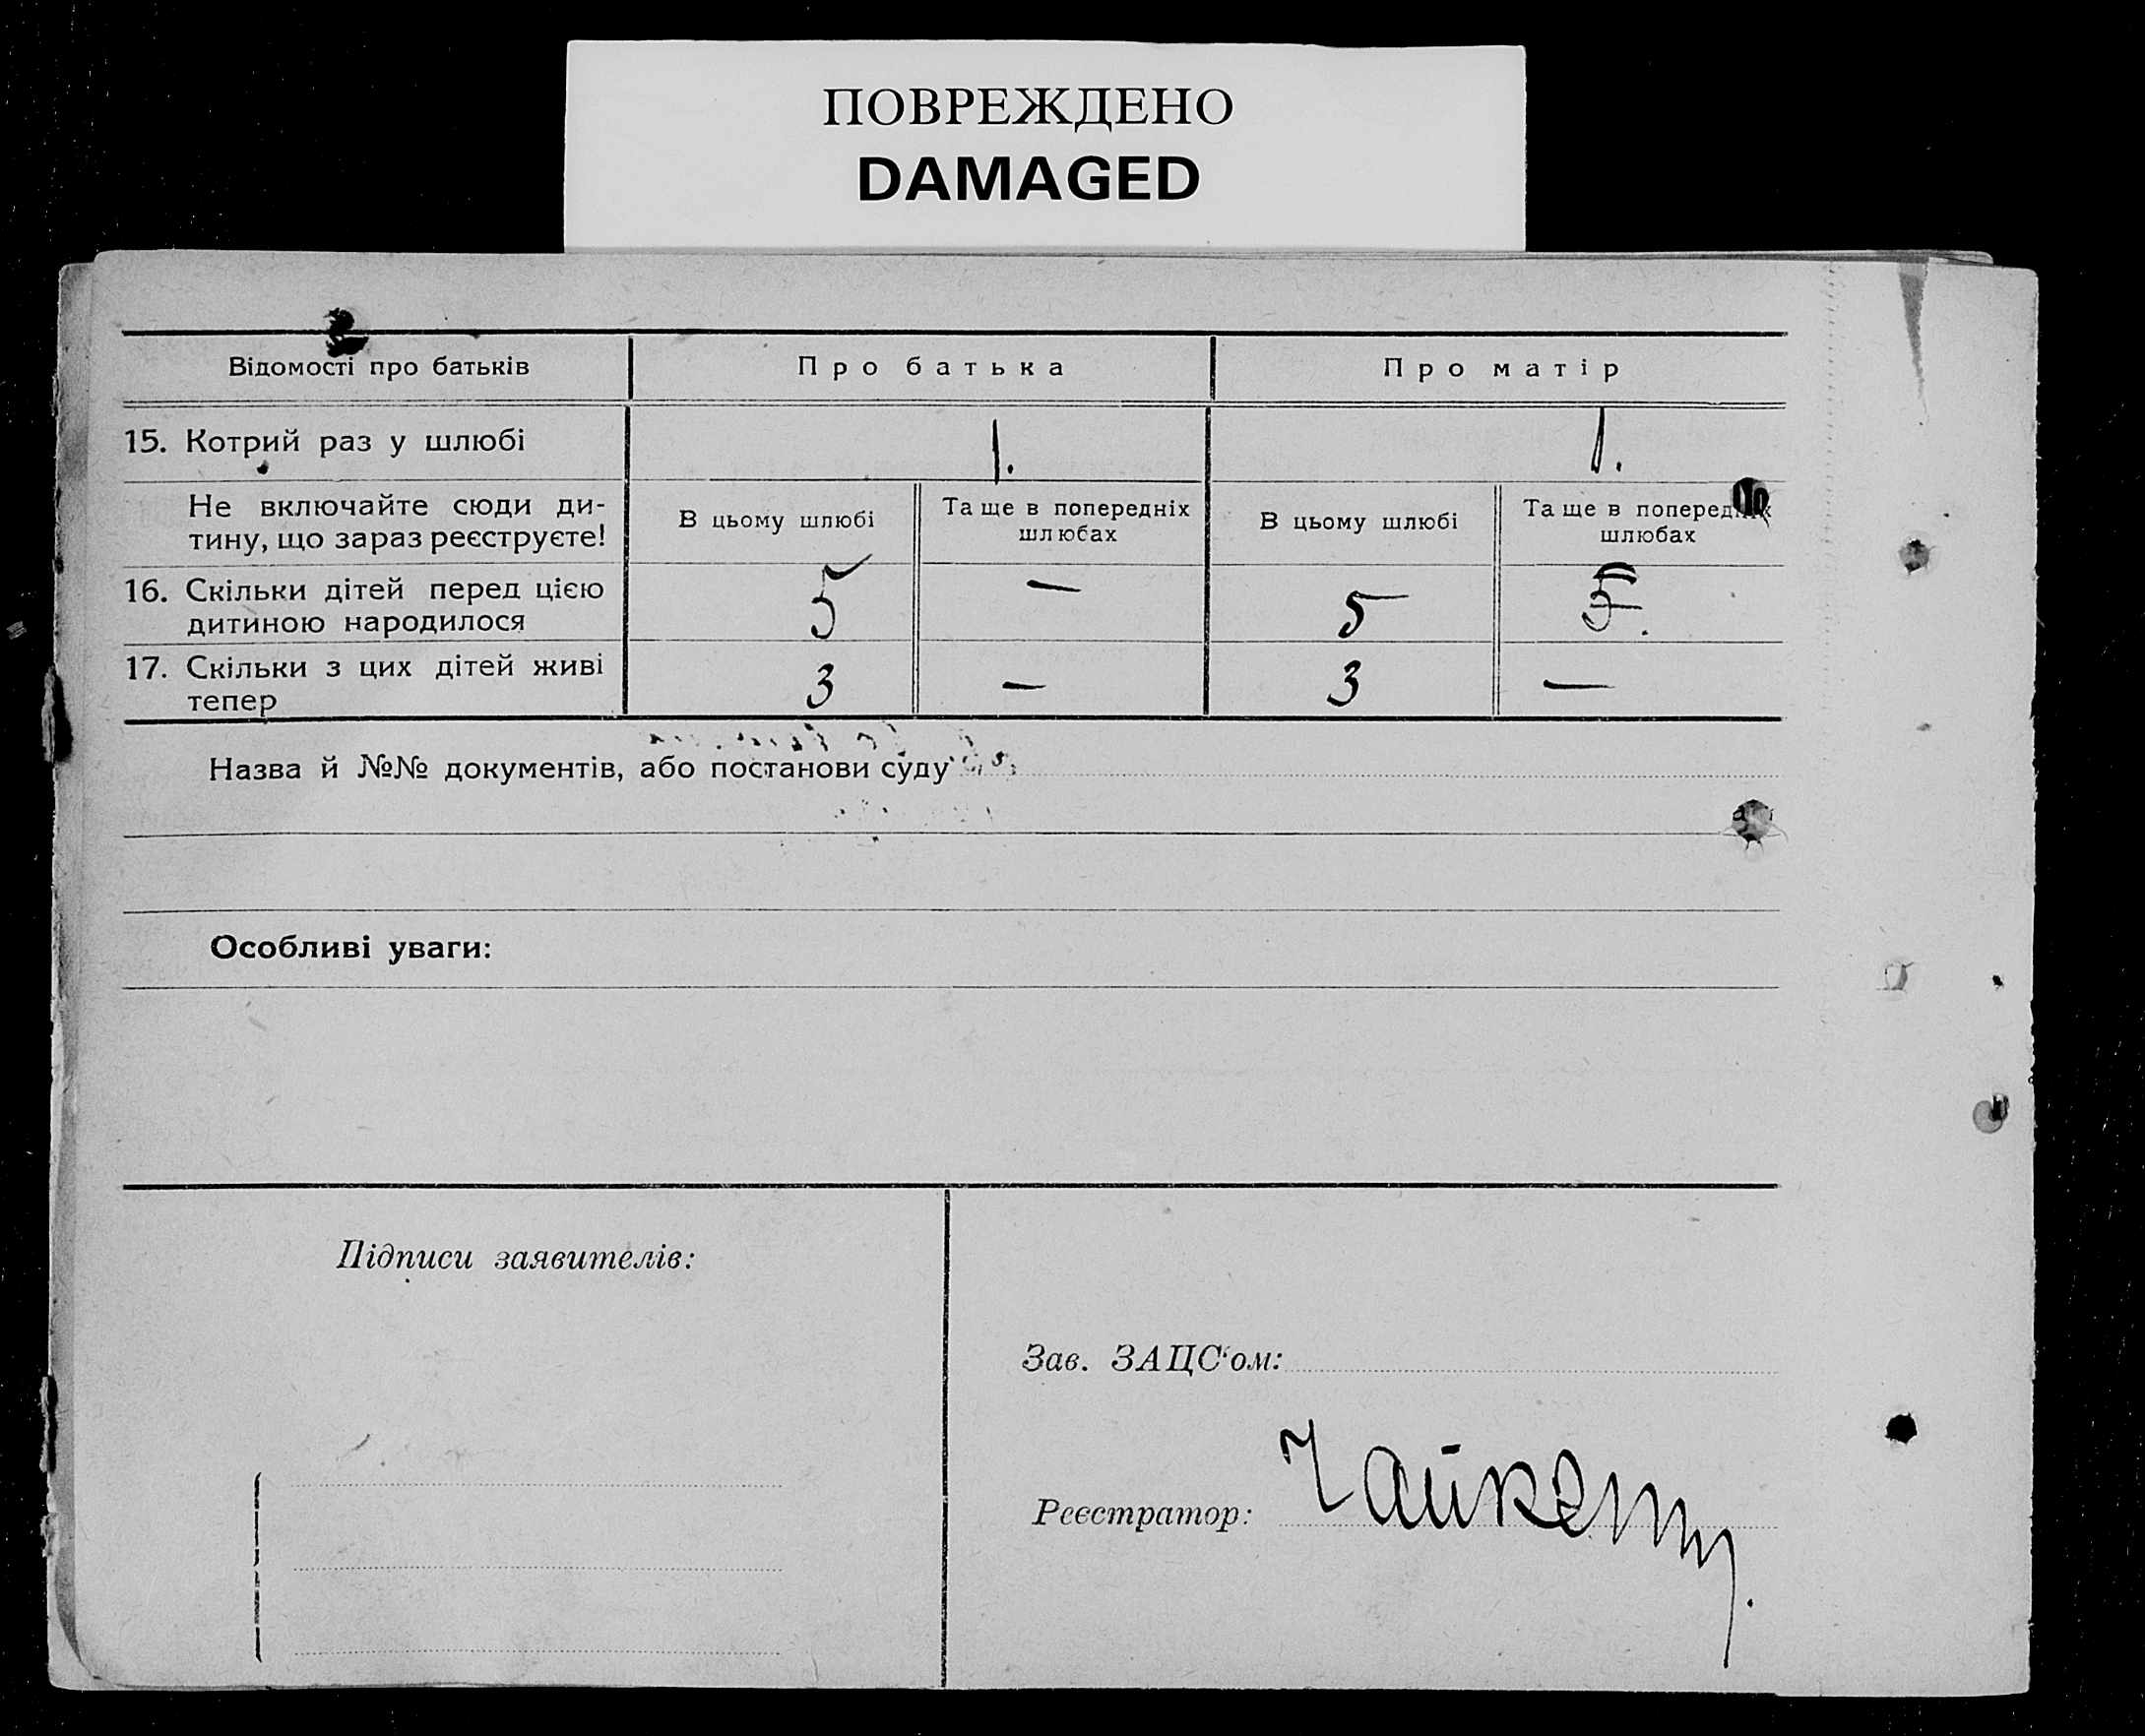 ПОВРЕЖДЕНО
DAMAGED
Відомості про батьків Про батька Про матір
15. Котрий раз у шлюбі 1. 1.
Не включайте сюди ди-
тину, що зараз реєструєте!
В цьому шлюбі Та ще в попередніх
шлюбах
В цьому шлюбі Та ще в попередніх
шлюбах
16. Скільки дітей перед цією
дитиною народилося 5 — 5 5.
17. Скільки з цих дітей живі
тепер 3 — 3 —
Назва й №№ документів, або постанови суду
Особливі уваги:
Підписи заявителів:
Зав. ЗАЦС‘ом:
Реєстратор: